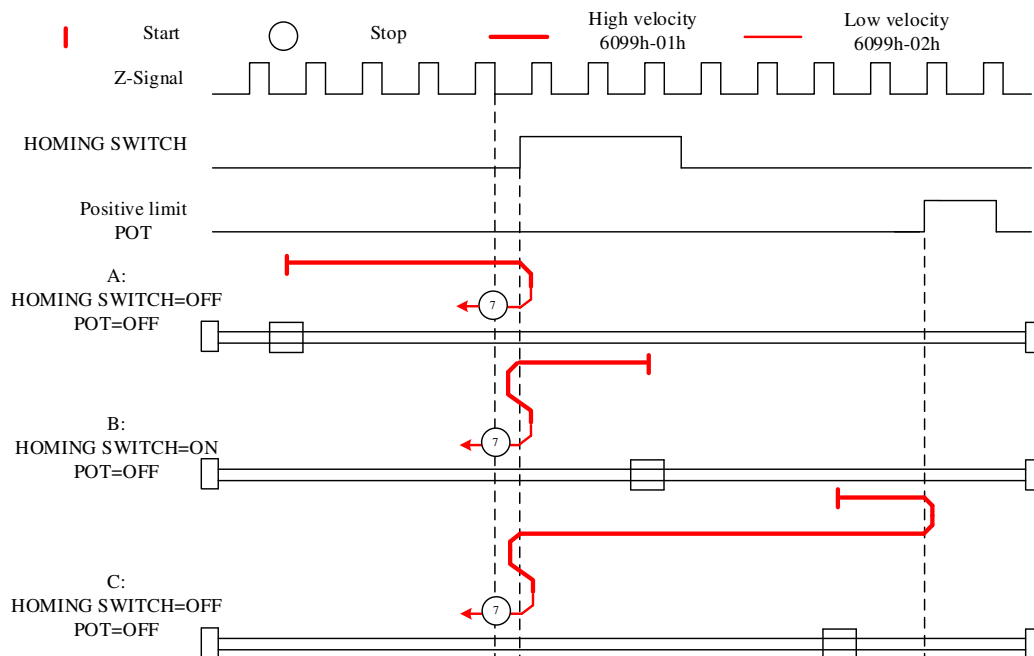 Start
Stop
High velocity
6099h-01h
Low velocity
6099h-02h
Z-Signal
HOMING SWITCH
Positive limit
POT
A:
HOMING SWITCH=OFF
POT=OFF
7
B:
HOMING SWITCH=ON
POT=OFF
7
C:
HOMING SWITCH=OFF
POT=OFF
7